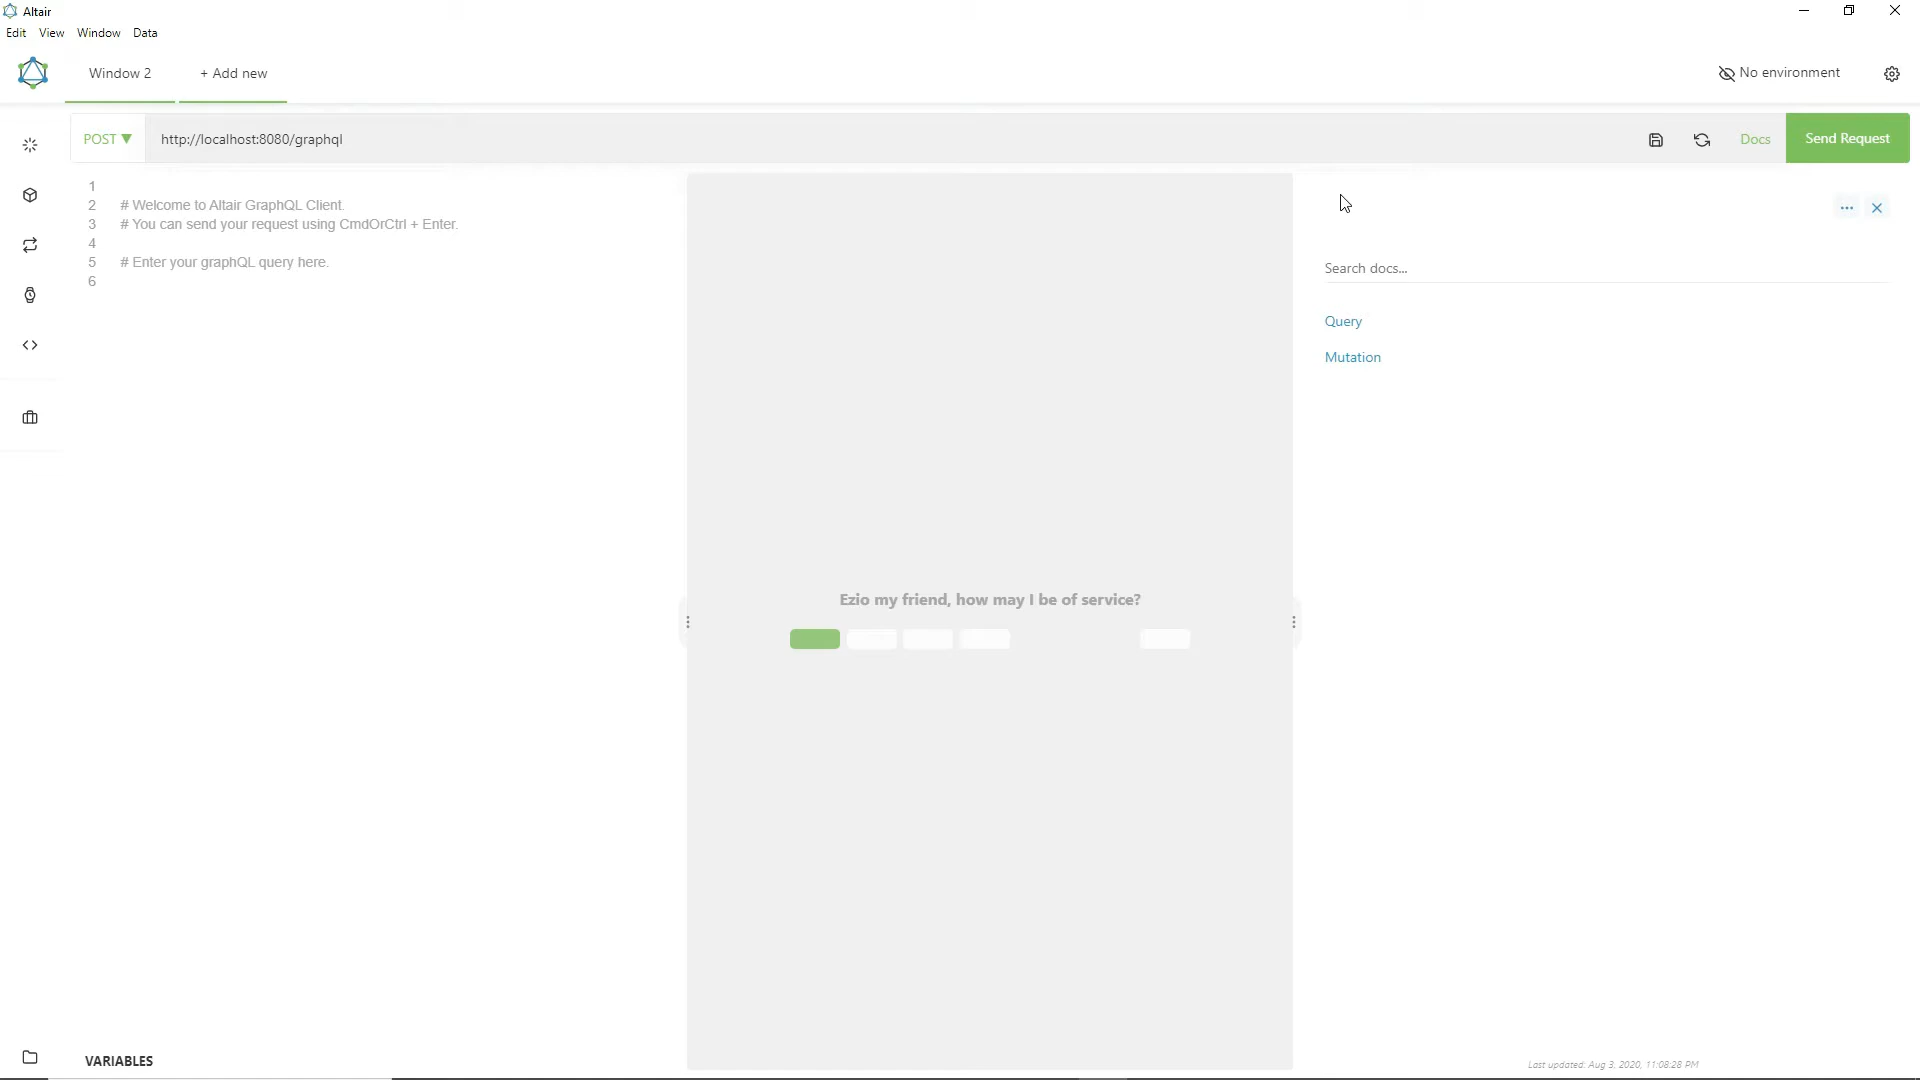 Altair
Edit View Window Data
Window 2 + Add new No environment
POST ▼ http://localhost:8080/graphql Docs Send Request
1
2 # Welcome to Altair GraphQL Client.
3 # You can send your request using CmdOrCtrl + Enter.
4
5 # Enter your graphQL query here.
6
Ezio my friend, how may I be of service?
Search docs...
Query
Mutation
VARIABLES
Last updated: Aug 3, 2020, 11:08:28 PM